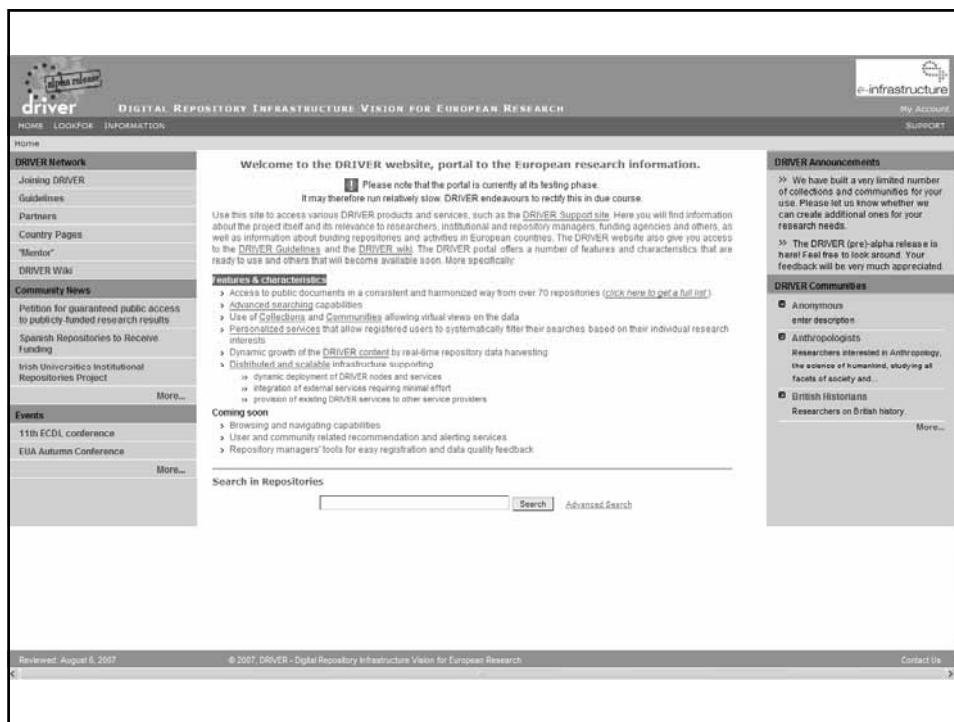 alpha release
driver
DIGITAL REPOSITORY INFRASTRUCTURE VISION FOR EUROPEAN RESEARCH
e-infrastructure
My Account
HOME LOOKFOR INFORMATION
SUPPORT
Home
DRIVER Network
Joining DRIVER
Guidelines
Partners
Country Pages
"Mentor"
DRIVER Wiki
Community News
Petition for guaranteed public access
to publicly-funded research results
Spanish Repositories to Receive
Funding
Irish Universities Institutional
Repositories Project
More...
Events
11th ECDL conference
EUA Autumn Conference
More...
Welcome to the DRIVER website, portal to the European research information.
Please note that the portal is currently at its testing phase.
It may therefore run relatively slow. DRIVER endeavours to rectify this in due course.
Use this site to access various DRIVER products and services, such as the DRIVER Support site. Here you will find information
about the project itself and its relevance to researchers, institutional and repository managers, funding agencies and others, as
well as information about building repositories and activities in European countries. The DRIVER website also give you access
to the DRIVER Guidelines and the DRIVER wiki. The DRIVER portal offers a number of features and characteristics that are
ready to use and others that will become available soon. More specifically:
Features & characteristics
› Access to public documents in a consistent and harmonized way from over 70 repositories (click here to get a full list)
› Advanced searching capabilities
› Use of Collections and Communities allowing virtual views on the data
› Personalized services that allow registered users to systematically filter their searches based on their individual research
interests
› Dynamic growth of the DRIVER content by real-time repository data harvesting
› Distributed and scalable infrastructure supporting
» dynamic deployment of DRIVER nodes and services
» integration of external services requiring minimal effort
» provision of existing DRIVER services to other service providers
Coming soon
› Browsing and navigating capabilities
› User and community related recommendation and alerting services
› Repository managers' tools for easy registration and data quality feedback
Search in Repositories
Search Advanced Search
DRIVER Announcements
» We have built a very limited number
of collections and communities for your
use. Please let us know whether we
can create additional ones for your
research needs.
» The DRIVER (pre)-alpha release is
here! Feel free to look around. Your
feedback will be very much appreciated.
DRIVER Communities
Anonymous
enter description
Anthropologists
Researchers interested in Anthropology,
the science of humankind, studying all
facets of society and...
British Historians
Researchers on British history.
More...
Reviewed: August 6, 2007
© 2007, DRIVER - Digital Repository Infrastructure Vision for European Research
Contact Us